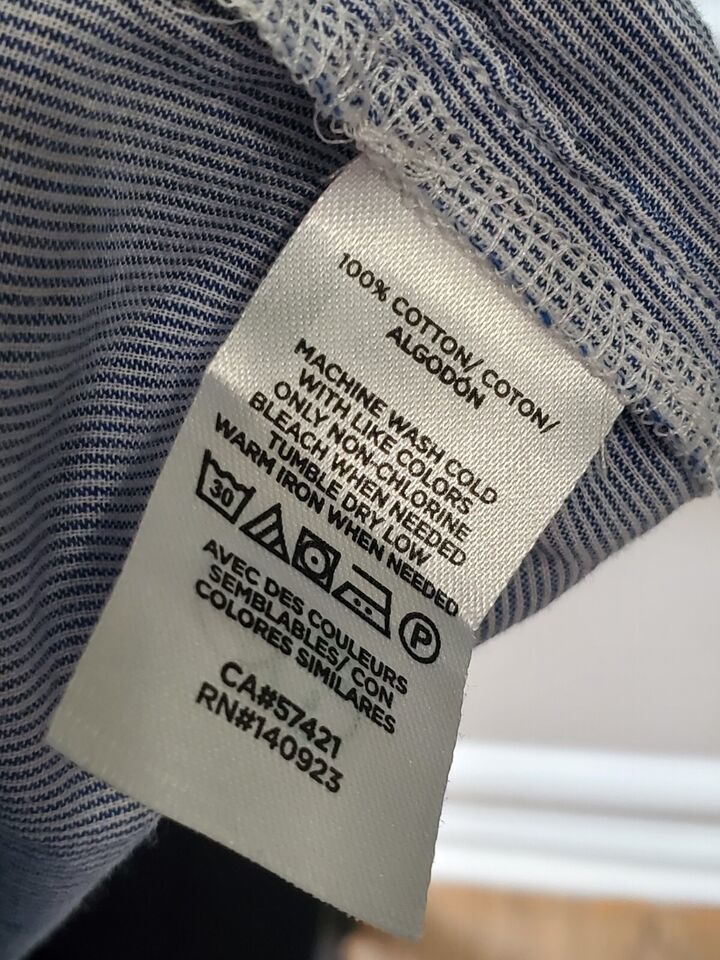 100% COTTON/ COTON/
ALGODÓN
MACHINE WASH COLD
WITH LIKE COLORS
ONLY NON-CHLORINE
BLEACH WHEN NEEDED
TUMBLE DRY LOW
WARM IRON WHEN NEEDED
30 P
AVEC DES COULEURS
SEMBLABLES/ CON
COLORES SIMILARES
CA#57421
RN#140923